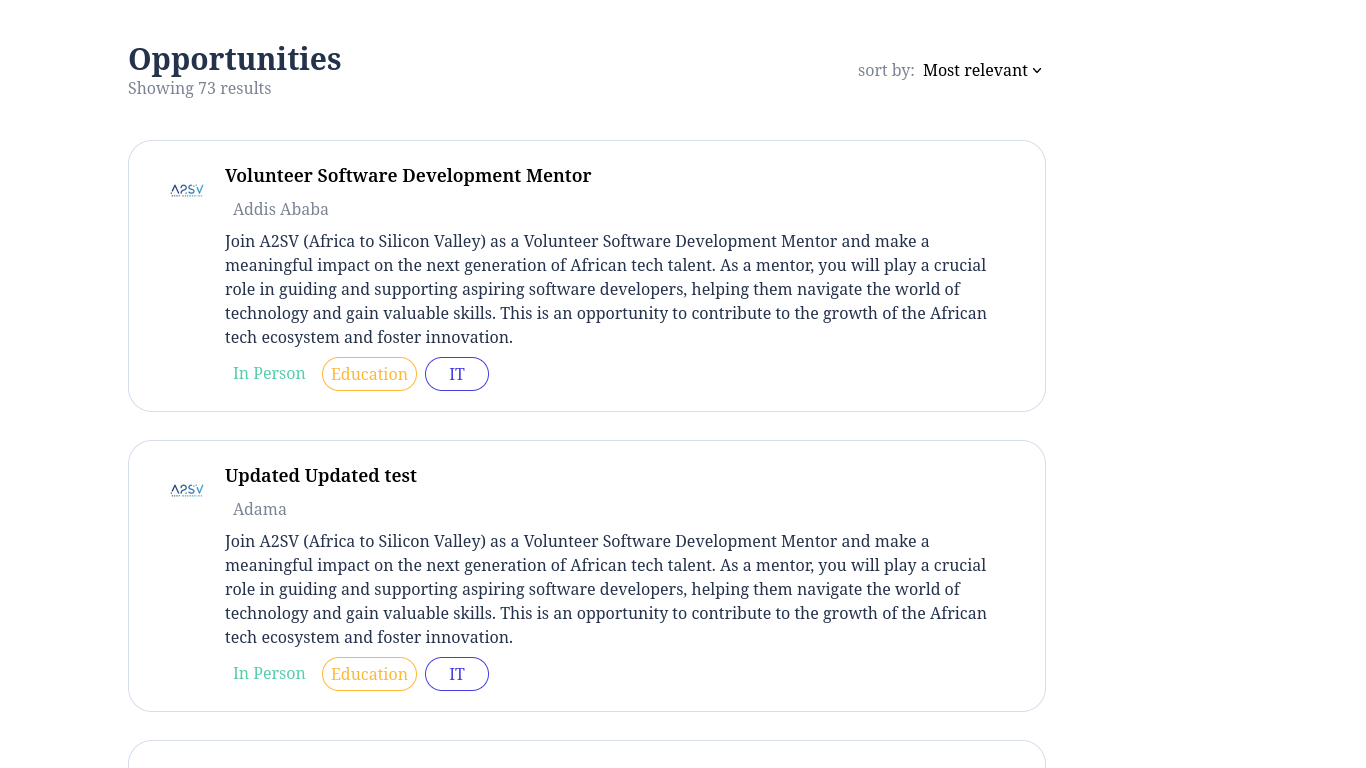 Opportunities
Showing 73 results
sort by: Most relevant
A2SV
Volunteer Software Development Mentor
Addis Ababa
Join A2SV (Africa to Silicon Valley) as a Volunteer Software Development Mentor and make a
meaningful impact on the next generation of African tech talent. As a mentor, you will play a crucial
role in guiding and supporting aspiring software developers, helping them navigate the world of
technology and gain valuable skills. This is an opportunity to contribute to the growth of the African
tech ecosystem and foster innovation.
In Person Education IT
A2SV
Updated Updated test
Adama
Join A2SV (Africa to Silicon Valley) as a Volunteer Software Development Mentor and make a
meaningful impact on the next generation of African tech talent. As a mentor, you will play a crucial
role in guiding and supporting aspiring software developers, helping them navigate the world of
technology and gain valuable skills. This is an opportunity to contribute to the growth of the African
tech ecosystem and foster innovation.
In Person Education IT